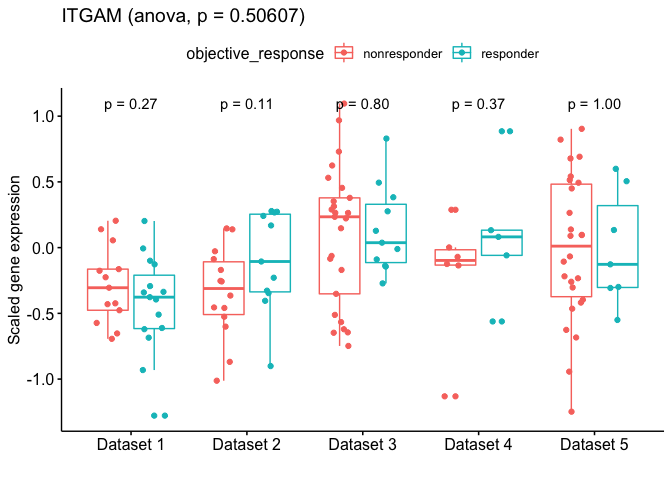 ITGAM (anova, p = 0.50607)
objective_response nonresponder responder
p = 0.27 p = 0.11 p = 0.80 p = 0.37 p = 1.00
Scaled gene expression
1.0
0.5
0.0
-0.5
-1.0
Dataset 1 Dataset 2 Dataset 3 Dataset 4 Dataset 5